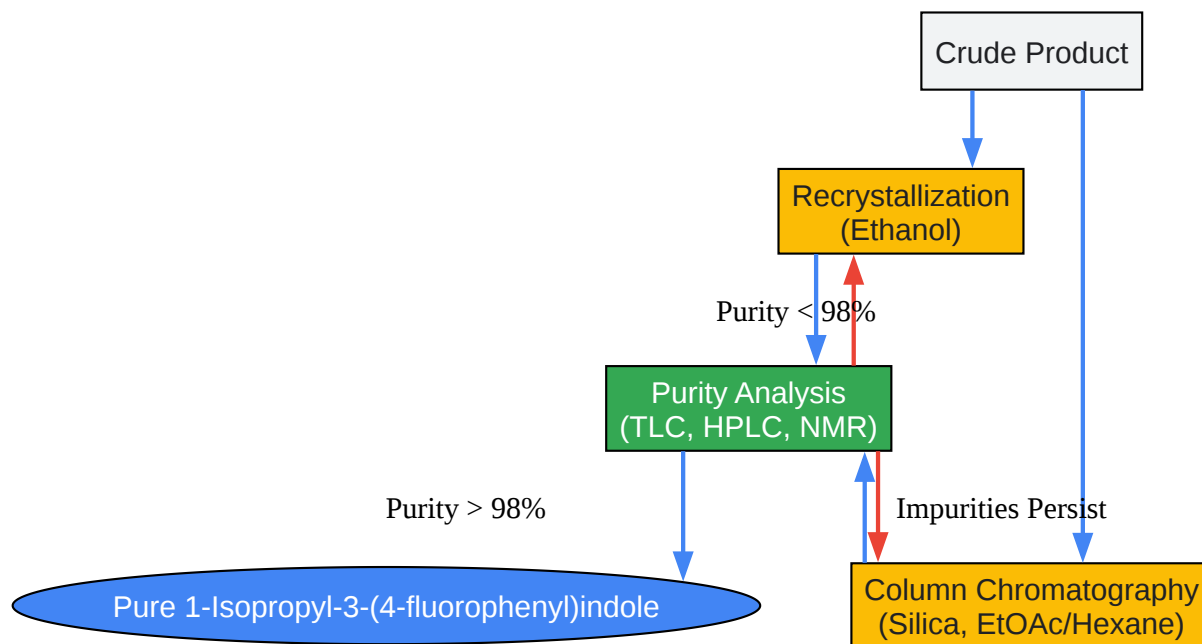 Crude Product
Recrystallization
(Ethanol)
Purity < 98%
Purity Analysis
(TLC, HPLC, NMR)
Purity > 98%
Impurities Persist
Pure 1-Isopropyl-3-(4-fluorophenyl)indole
Column Chromatography
(Silica, EtOAc/Hexane)